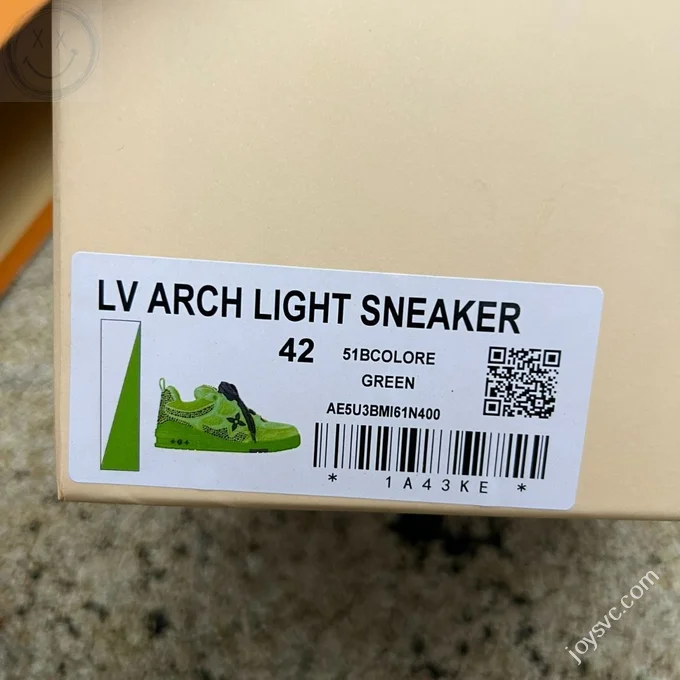 LV ARCH LIGHT SNEAKER
42
51BCOLORE
GREEN
AE5U3BMI61N400
* 1A43KE *
joysvc.com